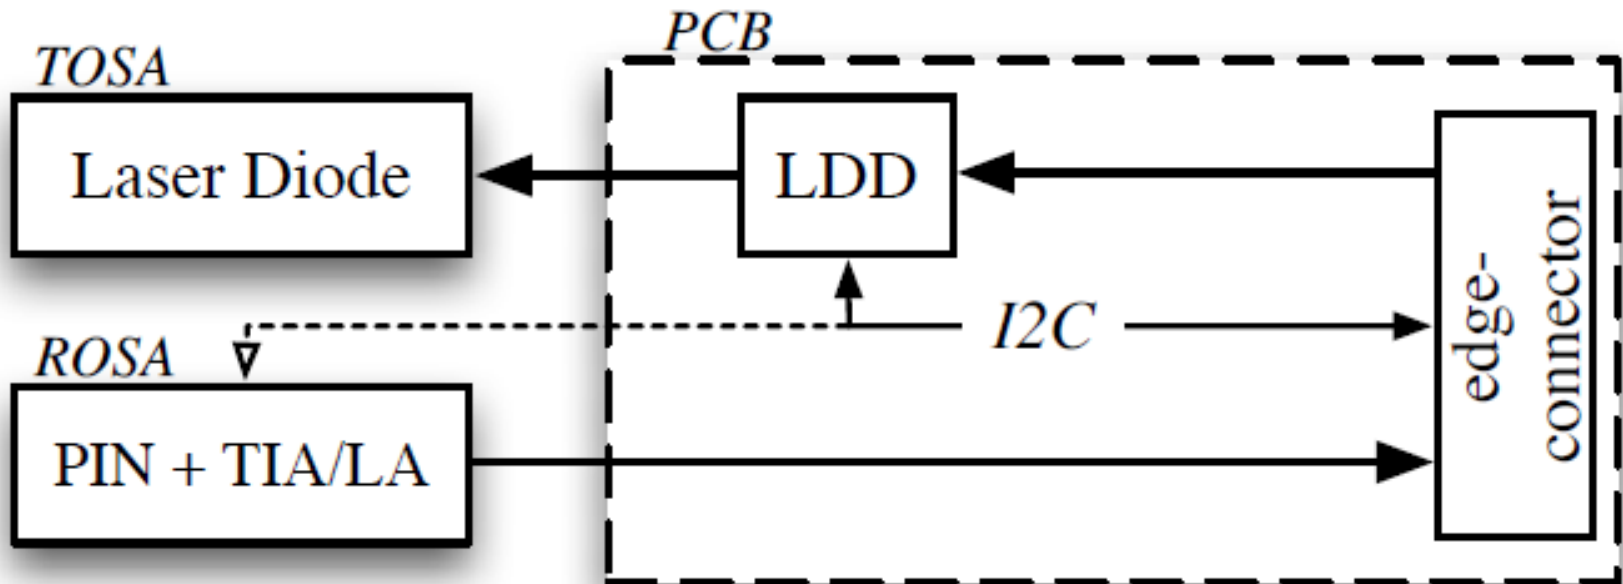 PCB
TOSA
Laser Diode
LDD
I2C
edge-
connector
ROSA
PIN + TIA/LA